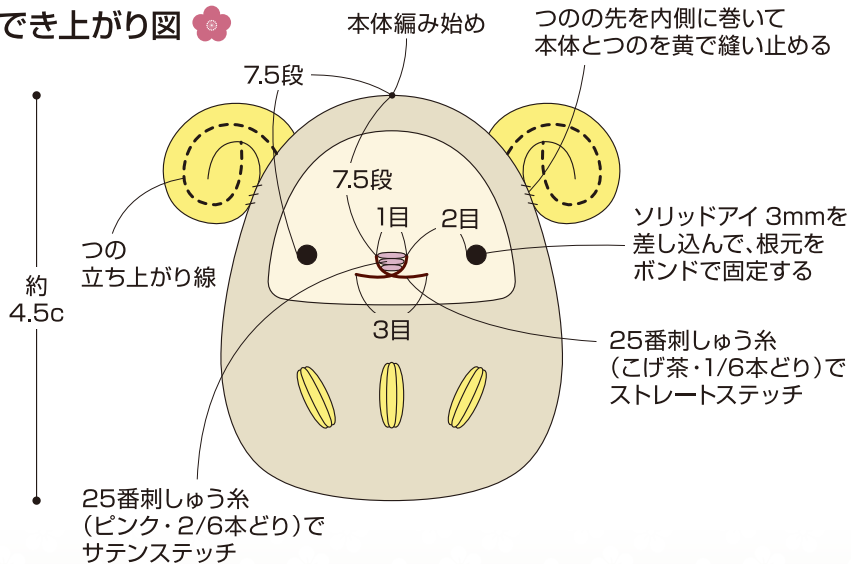 でき上がり図
本体編み始め
つのの先を内側に巻いて
本体とつのを黄で縫い止める
7.5段
7.5段
1目
2目
ソリッドアイ 3mmを
差し込んで、根元を
ボンドで固定する
つの
立ち上がり線
約
4.5c
3目
25番刺しゅう糸
(こげ茶・1/6本どり)で
ストレートステッチ
25番刺しゅう糸
(ピンク・2/6本どり)で
サテンステッチ